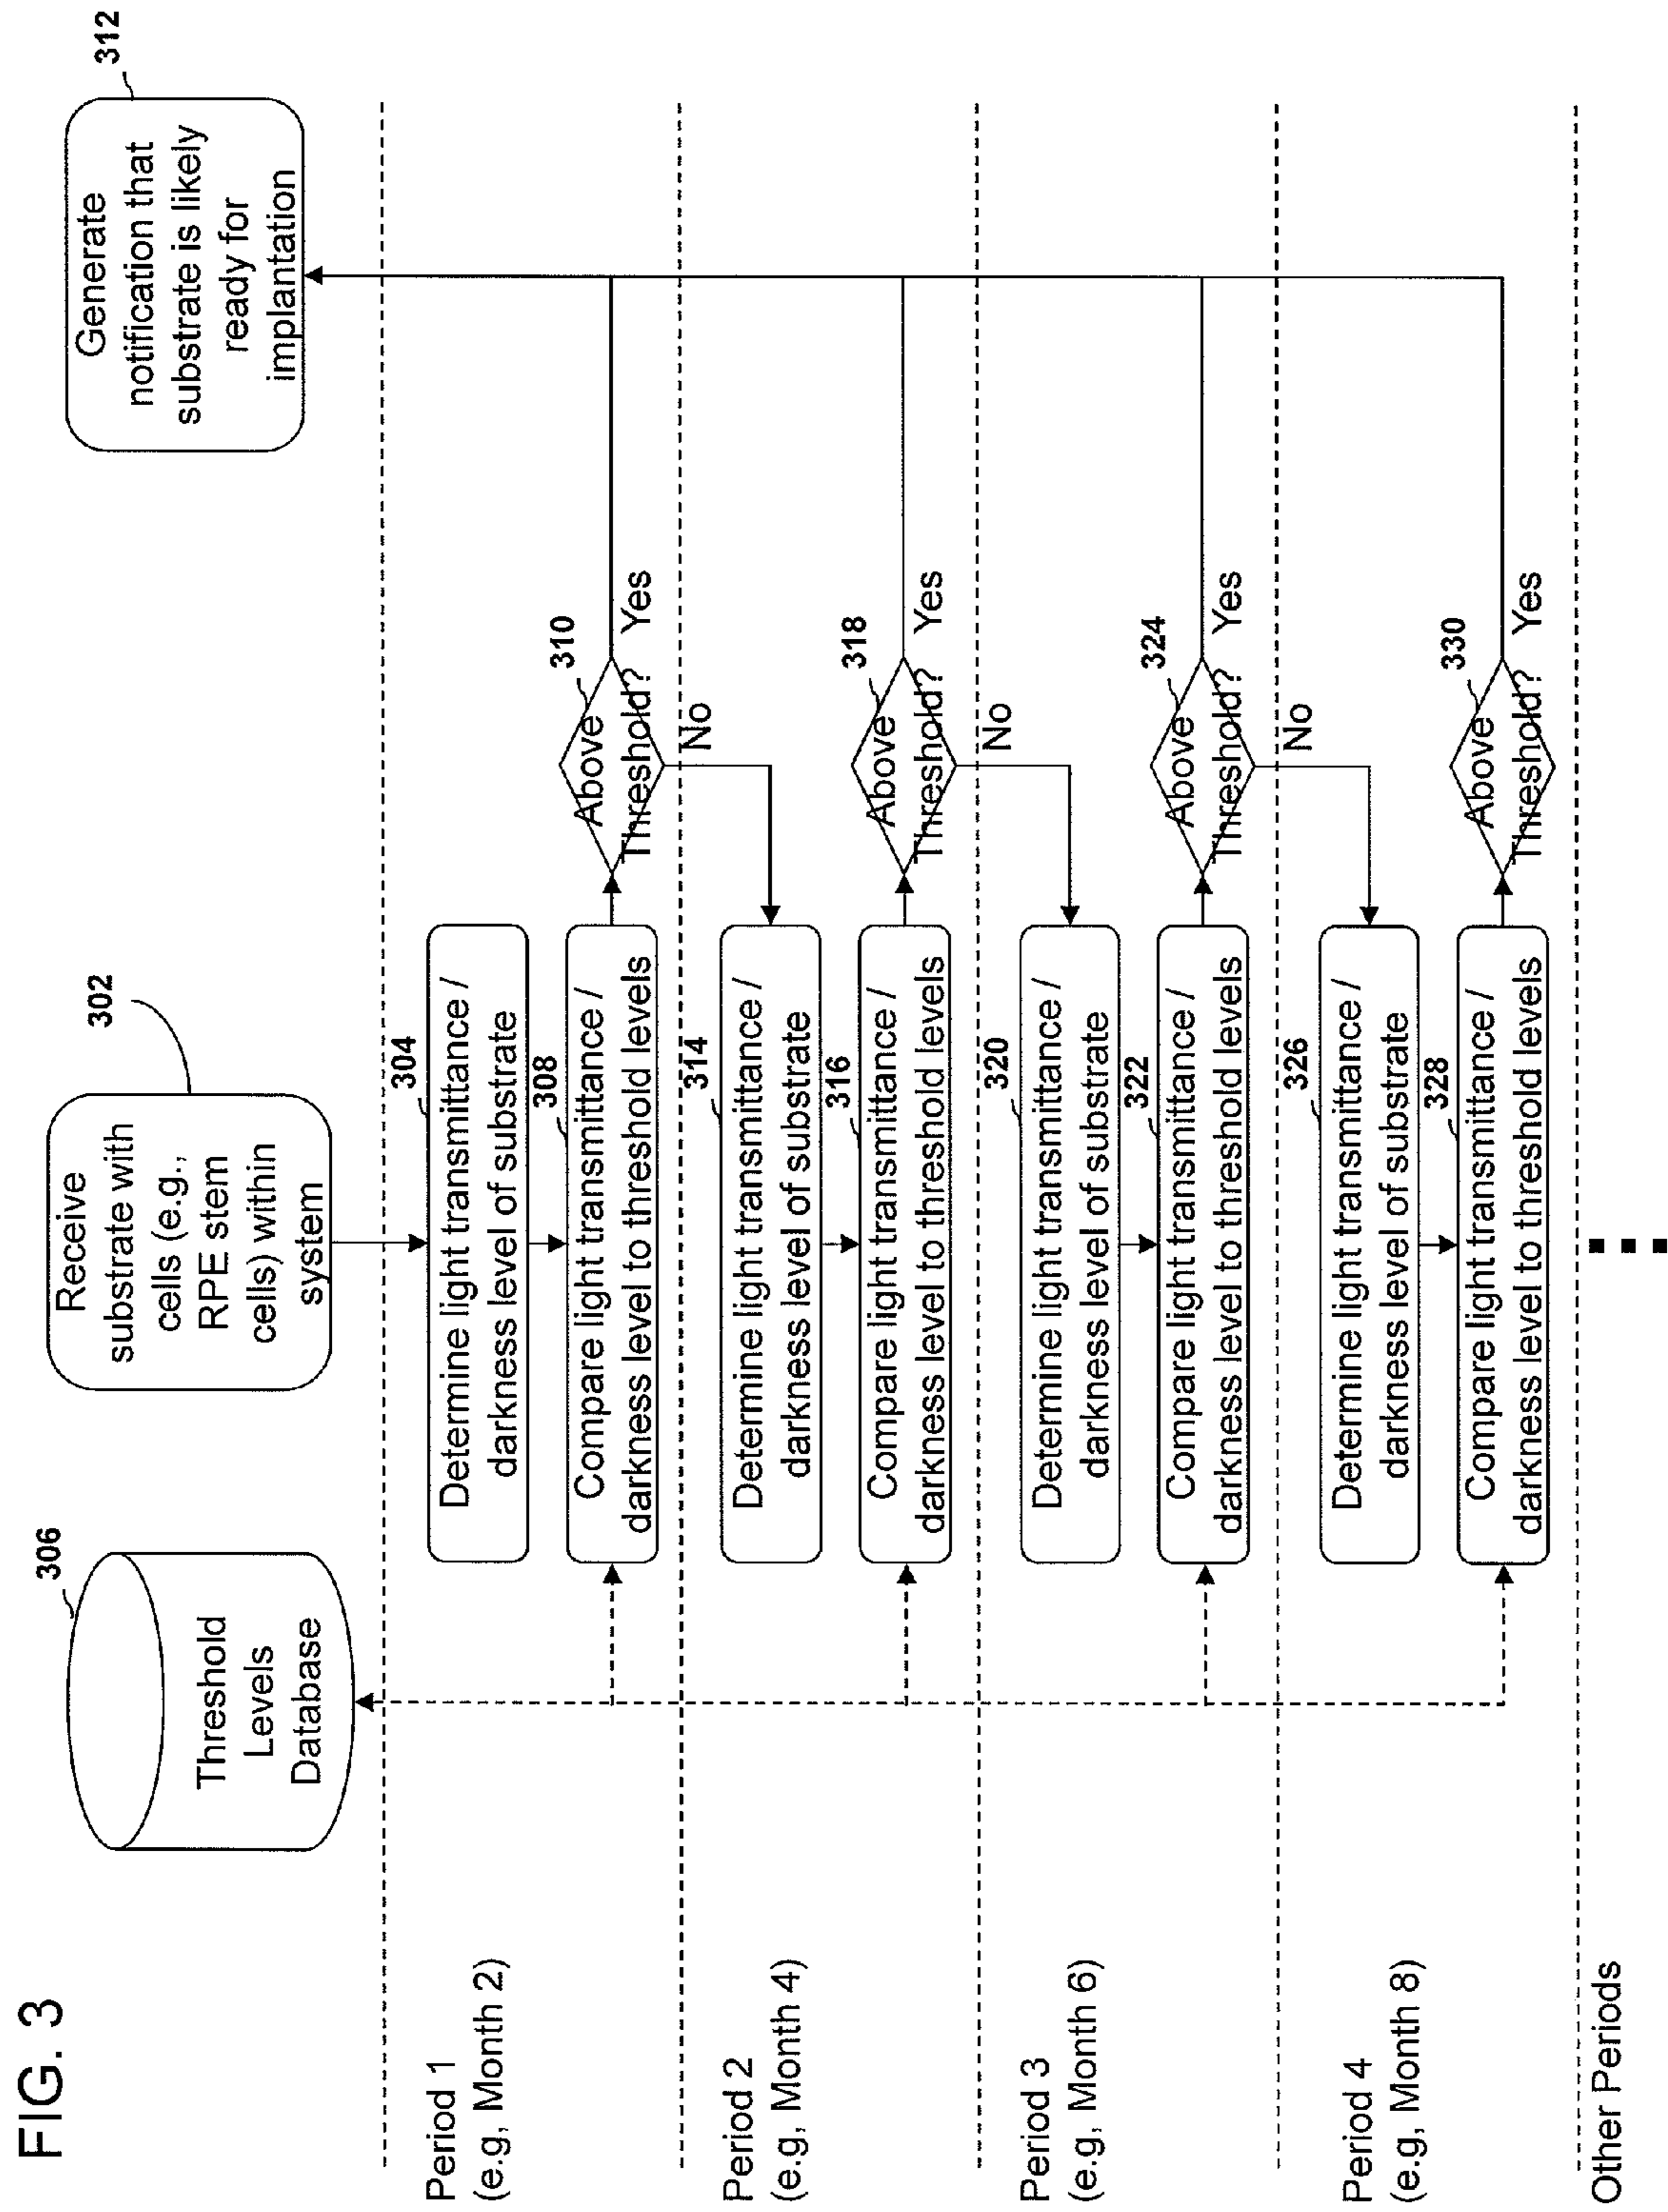 FIG. 3
306
Threshold
Levels
Database
302
Receive
substrate with
cells (e.g.,
RPE stem
cells) within
system
312
Generate
notification that
substrate is likely
ready for
implantation
Period 1
(e.g, Month 2)
304
Determine light transmittance /
darkness level of substrate
308
Compare light transmittance /
darkness level to threshold levels
310
Above
Threshold?
Yes
No
Period 2
(e.g, Month 4)
314
Determine light transmittance /
darkness level of substrate
316
Compare light transmittance /
darkness level to threshold levels
318
Above
Threshold?
Yes
No
Period 3
(e.g, Month 6)
320
Determine light transmittance /
darkness level of substrate
322
Compare light transmittance /
darkness level to threshold levels
324
Above
Threshold?
Yes
No
Period 4
(e.g, Month 8)
326
Determine light transmittance /
darkness level of substrate
328
Compare light transmittance /
darkness level to threshold levels
330
Above
Threshold?
Yes
Other Periods